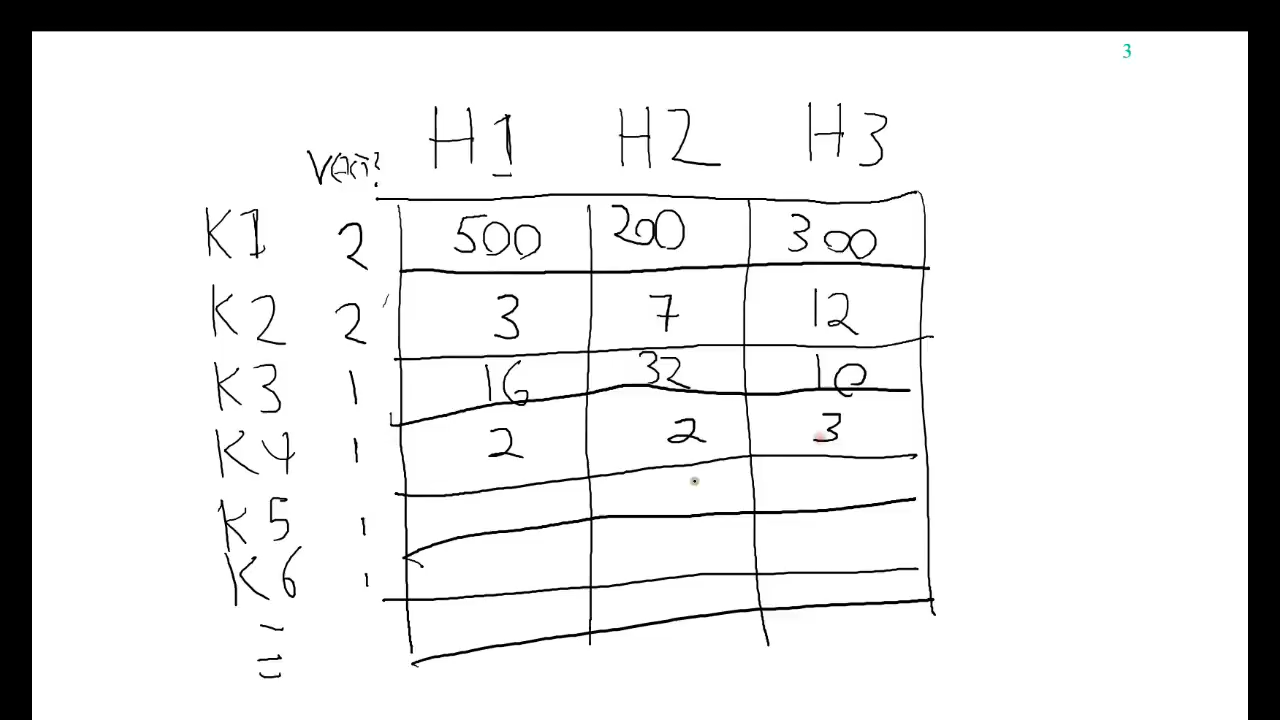 3
H1 H2 H3
K1 2 500 200 300
K2 2 3 7 12
K3 1 16 32 10
K4 1 2 2 3
K5 1
K6 1
=